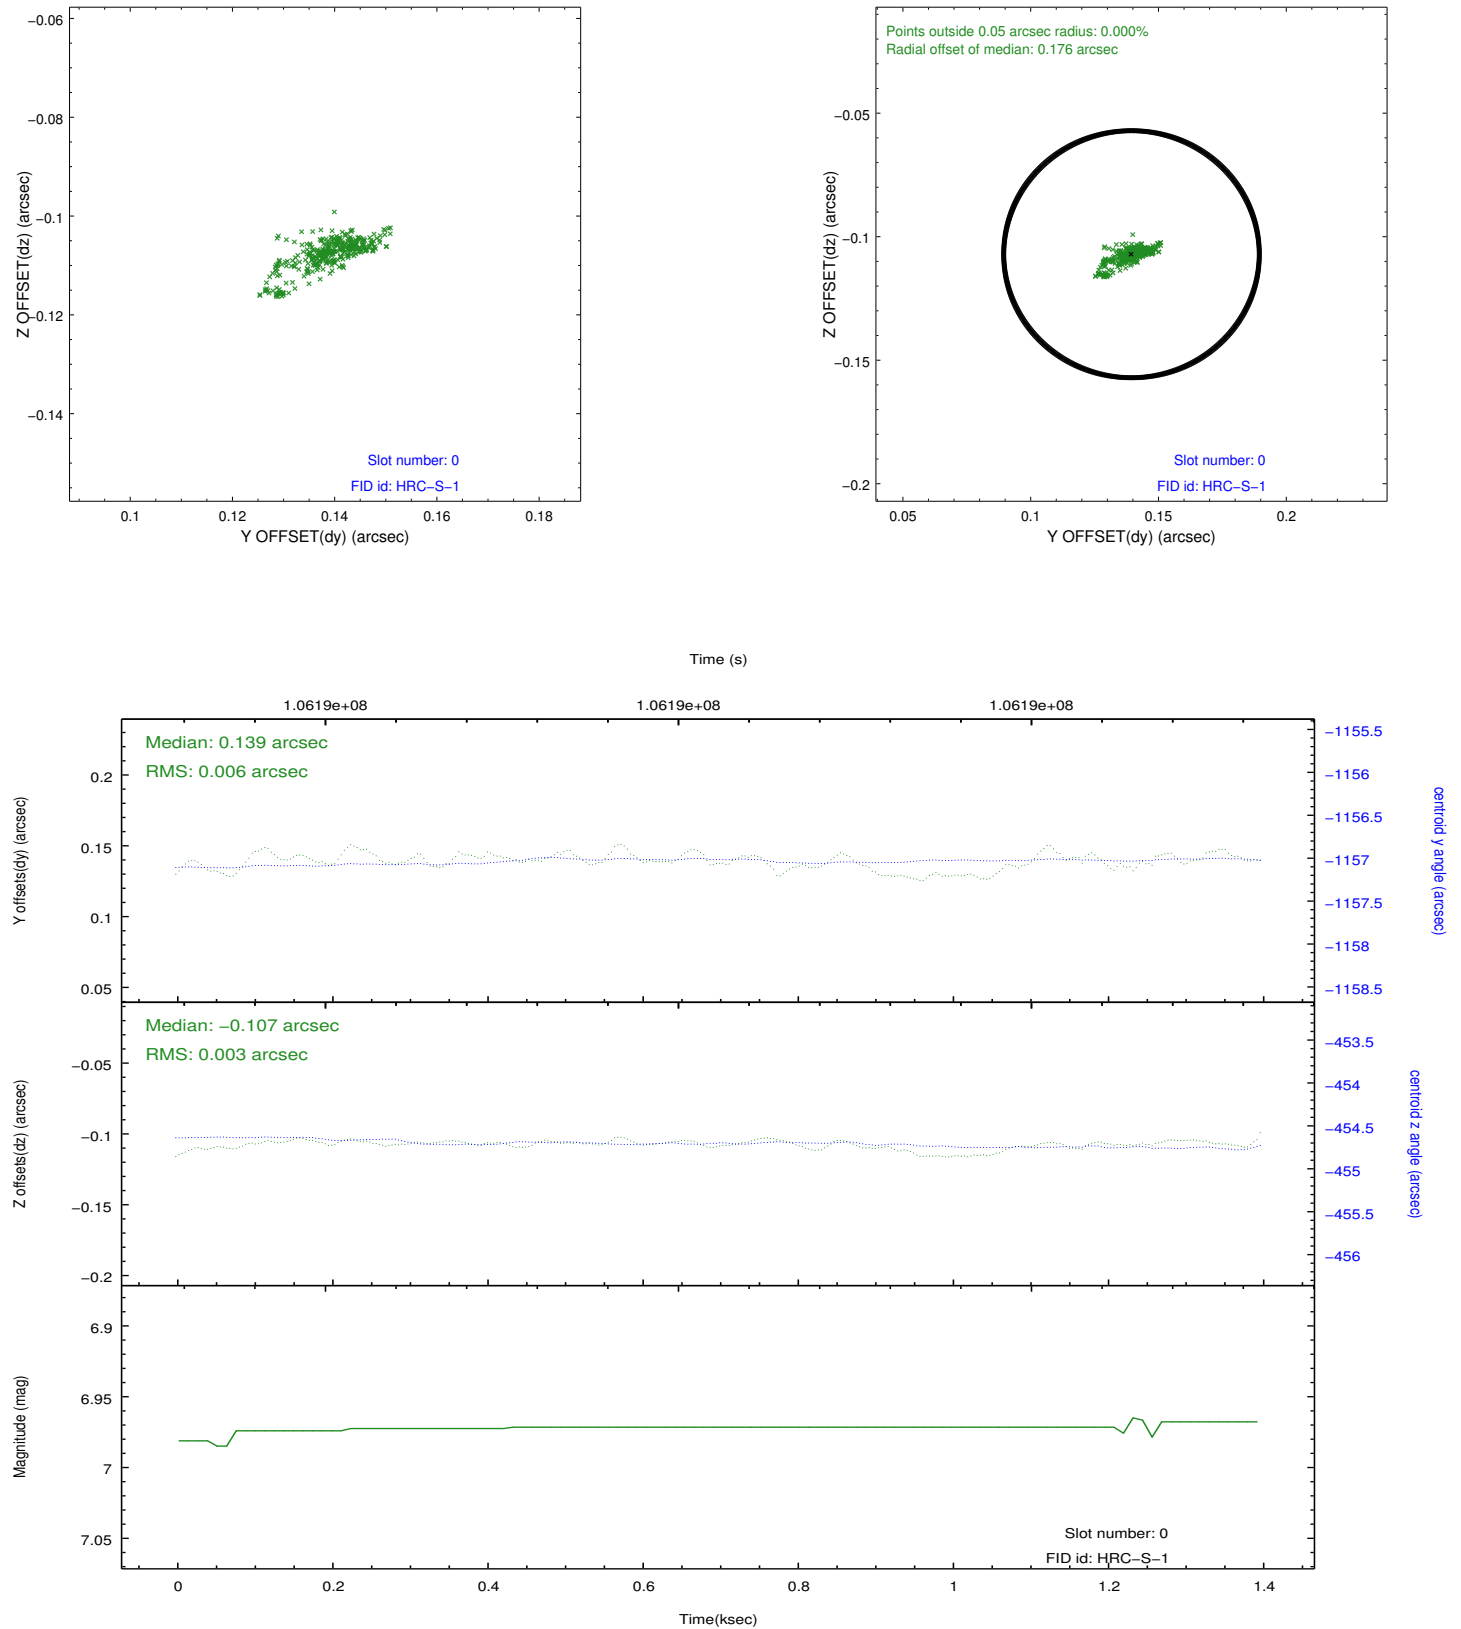 −0.06
−0.08
−0.1
−0.12
−0.14
Z OFFSET(dz) (arcsec)
Slot number: 0
FID id: HRC−S−1
0.1 0.12 0.14 0.16 0.18
Y OFFSET(dy) (arcsec)
Points outside 0.05 arcsec radius: 0.000%
Radial offset of median: 0.176 arcsec
−0.05
−0.1
−0.15
−0.2
Z OFFSET(dz) (arcsec)
Slot number: 0
FID id: HRC−S−1
0.05 0.1 0.15 0.2
Y OFFSET(dy) (arcsec)
Time (s)
1.0619e+08 1.0619e+08 1.0619e+08
Median: 0.139 arcsec
RMS: 0.006 arcsec
0.2
0.15
0.1
0.05
Y offsets(dy) (arcsec)
−1155.5
−1156
−1156.5
−1157
−1157.5
−1158
−1158.5
centroid y angle (arcsec)
Median: −0.107 arcsec
RMS: 0.003 arcsec
−0.05
−0.1
−0.15
−0.2
Z offsets(dz) (arcsec)
−453.5
−454
−454.5
−455
−455.5
−456
centroid z angle (arcsec)
6.9
6.95
7
7.05
Magnitude (mag)
Slot number: 0
FID id: HRC−S−1
0 0.2 0.4 0.6 0.8 1 1.2 1.4
Time(ksec)